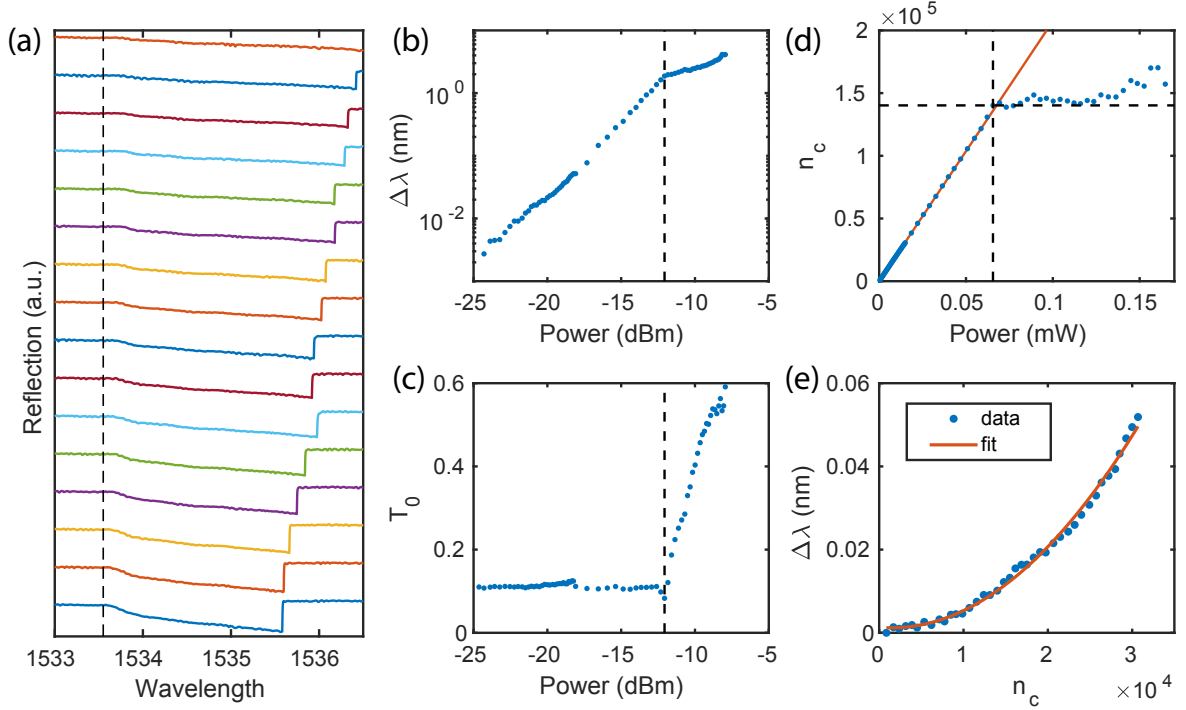 (a)
Reflection (a.u.)
1533 1534 1535 1536
Wavelength
(b)
Δλ (nm)
10^0
10^-2
-25 -20 -15 -10 -5
Power (dBm)
(c)
T_0
0.6
0.4
0.2
0
-25 -20 -15 -10 -5
Power (dBm)
(d)
× 10^5
n_c
2
1.5
1
0.5
0
0 0.05 0.1 0.15
Power (mW)
(e)
Δλ (nm)
0.06
0.04
0.02
0
data
fit
0 1 2 3
n_c × 10^4